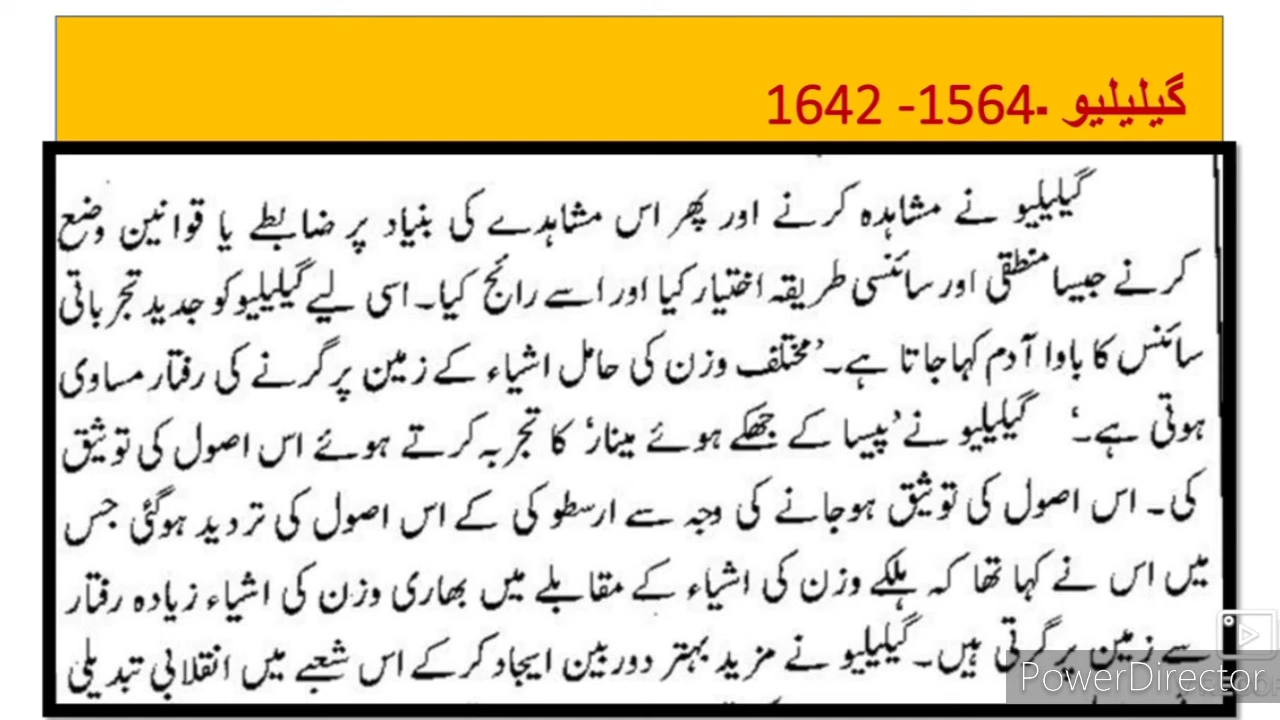 گیلیلیو ۔1564- 1642
گیلیلیو نے مشاہدہ کرنے اور پھر اس مشاہدے کی بنیاد پر ضابطے یا قوانین وضع
کرنے جیسا منطقی اور سائنسی طریقہ اختیار کیا اور اسے رائج کیا۔ اسی لیے گیلیلیو کو جدید تجرباتی
سائنس کا باوا آدم کہا جاتا ہے۔ ’مختلف وزن کی حامل اشیاء کے زمین پر گرنے کی رفتار مساوی
ہوتی ہے۔‘ گیلیلیو نے ’پیسا کے جھکے ہوئے مینار‘ کا تجربہ کرتے ہوئے اس اصول کی توثیق
کی۔ اس اصول کی توثیق ہوجانے کی وجہ سے ارسطو کی کے اس اصول کی تردید ہوگئی جس
میں اس نے کہا تھا کہ ہلکے وزن کی اشیاء کے مقابلے میں بھاری وزن کی اشیاء زیادہ رفتار
سے زمین پر گرتی ہیں۔ گیلیلیو نے مزید بہتر دوربین ایجاد کرکے اس شعبے میں انقلابی تبدیلی
PowerDirector